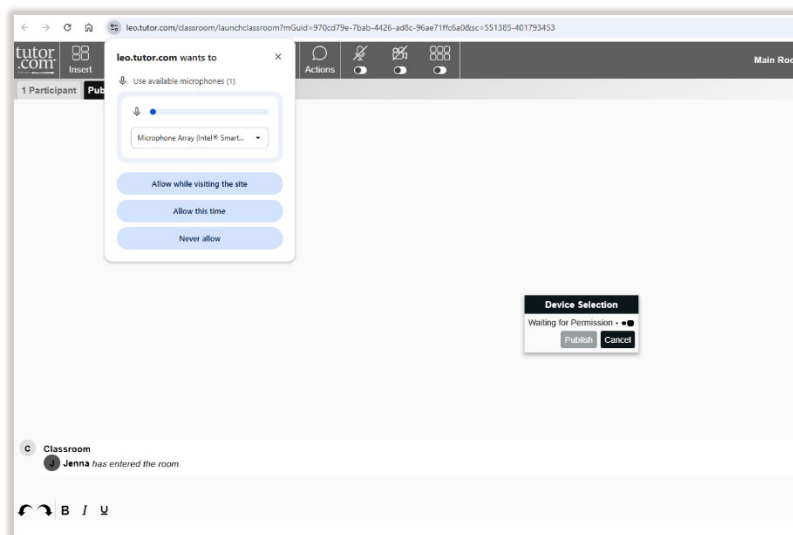 leo.tutor.com/classroom/launchclassroom?mGuid=970cd79e-7bab-4426-ad8c-96ae71ffc6a0&sc=551385-401793453
tutor
.com
Insert
Actions
Main Roo
1 Participant
Pub
leo.tutor.com wants to
Use available microphones (1)
Microphone Array (Intel® Smart...
Allow while visiting the site
Allow this time
Never allow
Device Selection
Waiting for Permission -
Publish
Cancel
C Classroom
J Jenna has entered the room.
B I U